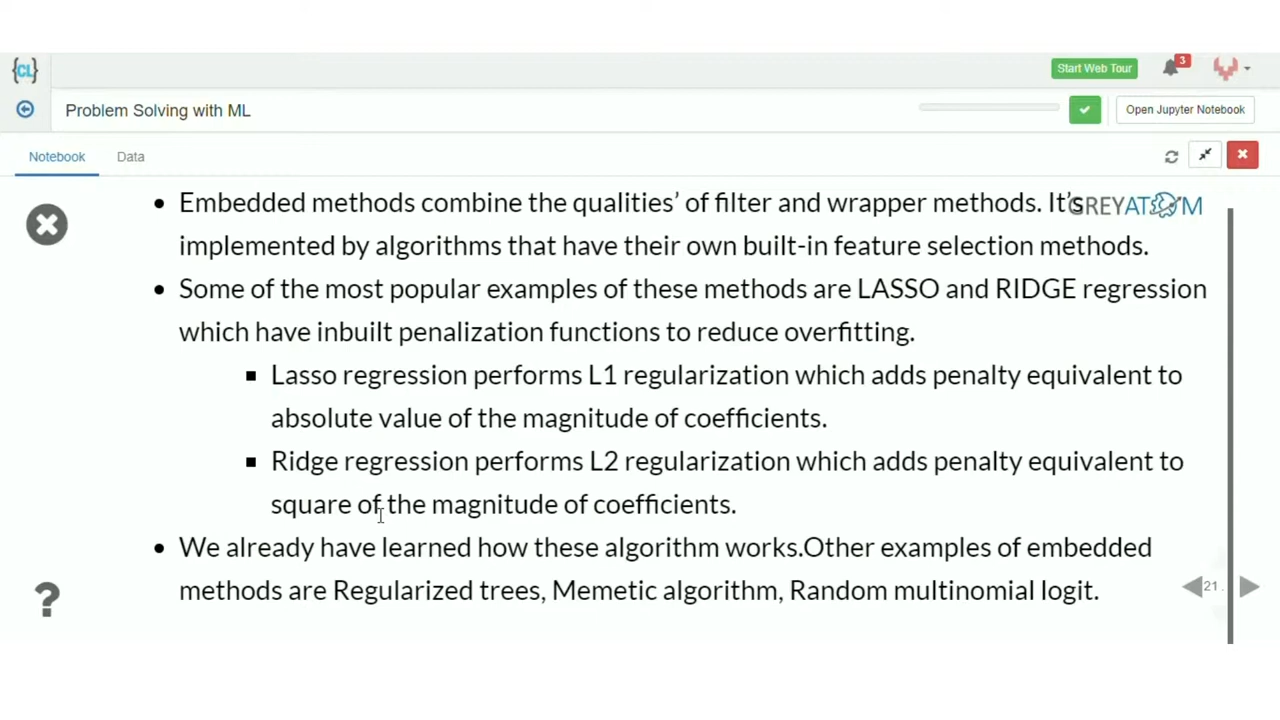 {CL}
Start Web Tour
3
Problem Solving with ML
Open Jupyter Notebook
Notebook
Data
GREYATOM
Embedded methods combine the qualities’ of filter and wrapper methods. It’s
implemented by algorithms that have their own built-in feature selection methods.
Some of the most popular examples of these methods are LASSO and RIDGE regression
which have inbuilt penalization functions to reduce overfitting.
Lasso regression performs L1 regularization which adds penalty equivalent to
absolute value of the magnitude of coefficients.
Ridge regression performs L2 regularization which adds penalty equivalent to
square of the magnitude of coefficients.
We already have learned how these algorithm works.Other examples of embedded
methods are Regularized trees, Memetic algorithm, Random multinomial logit.
?
21